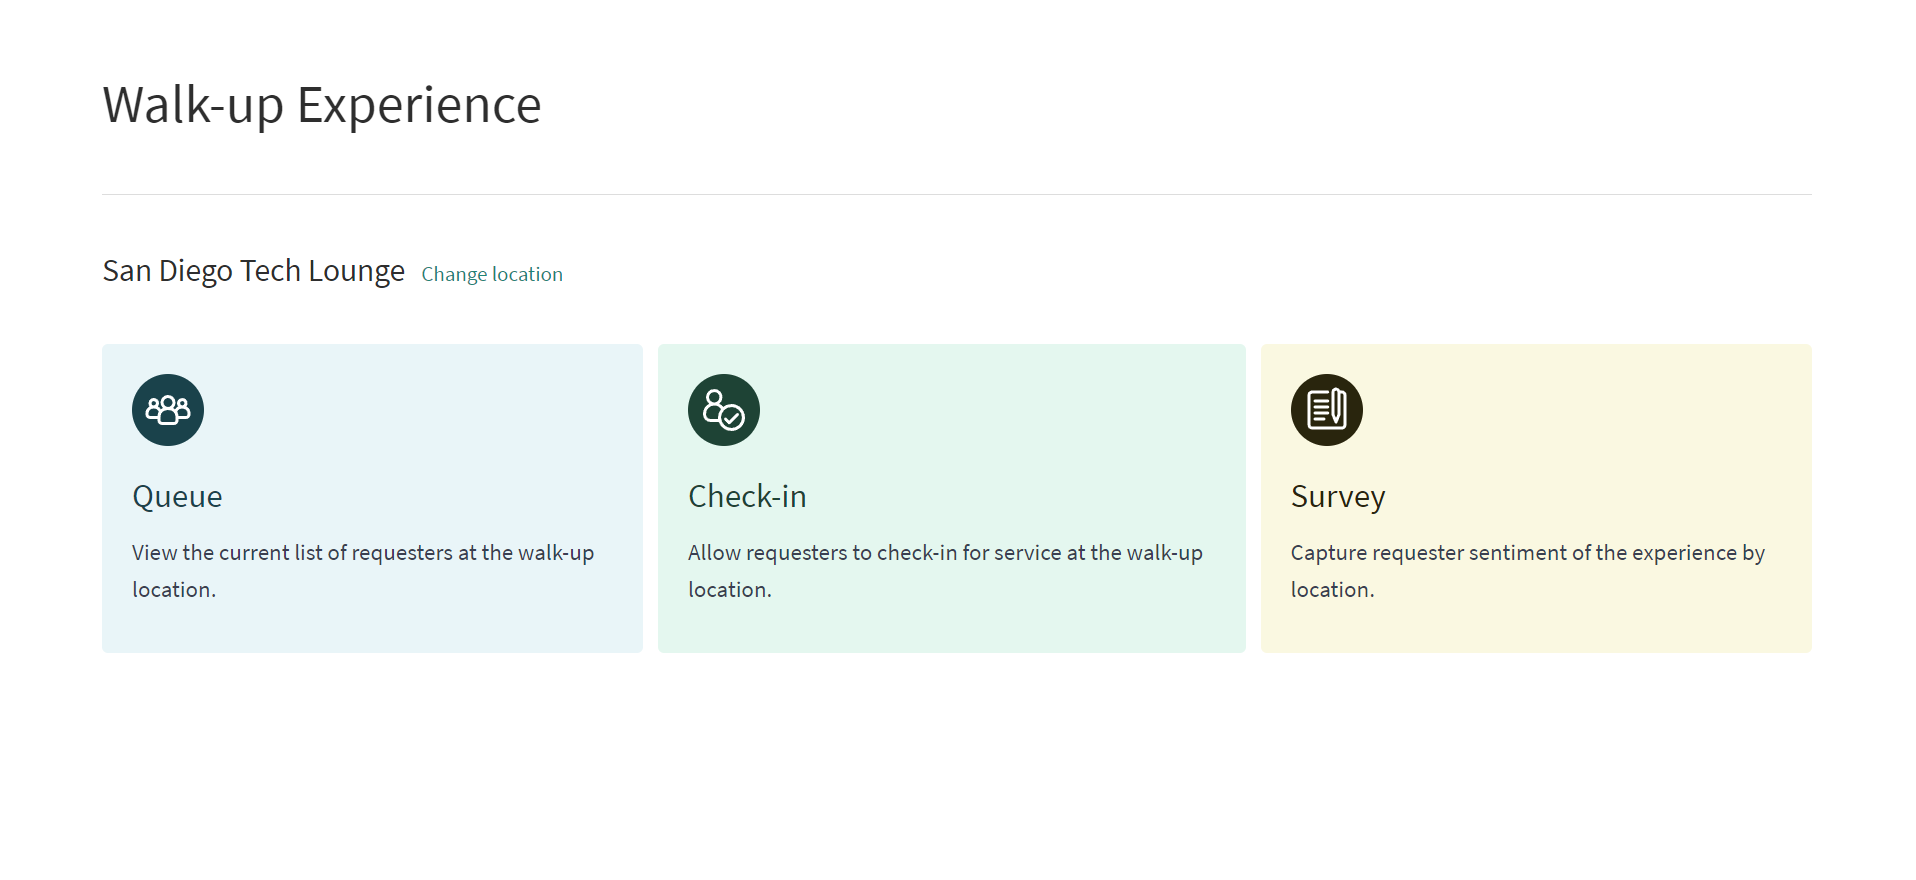 Walk-up Experience
San Diego Tech Lounge Change location
Queue
View the current list of requesters at the walk-up
location.
Check-in
Allow requesters to check-in for service at the walk-up
location.
Survey
Capture requester sentiment of the experience by
location.